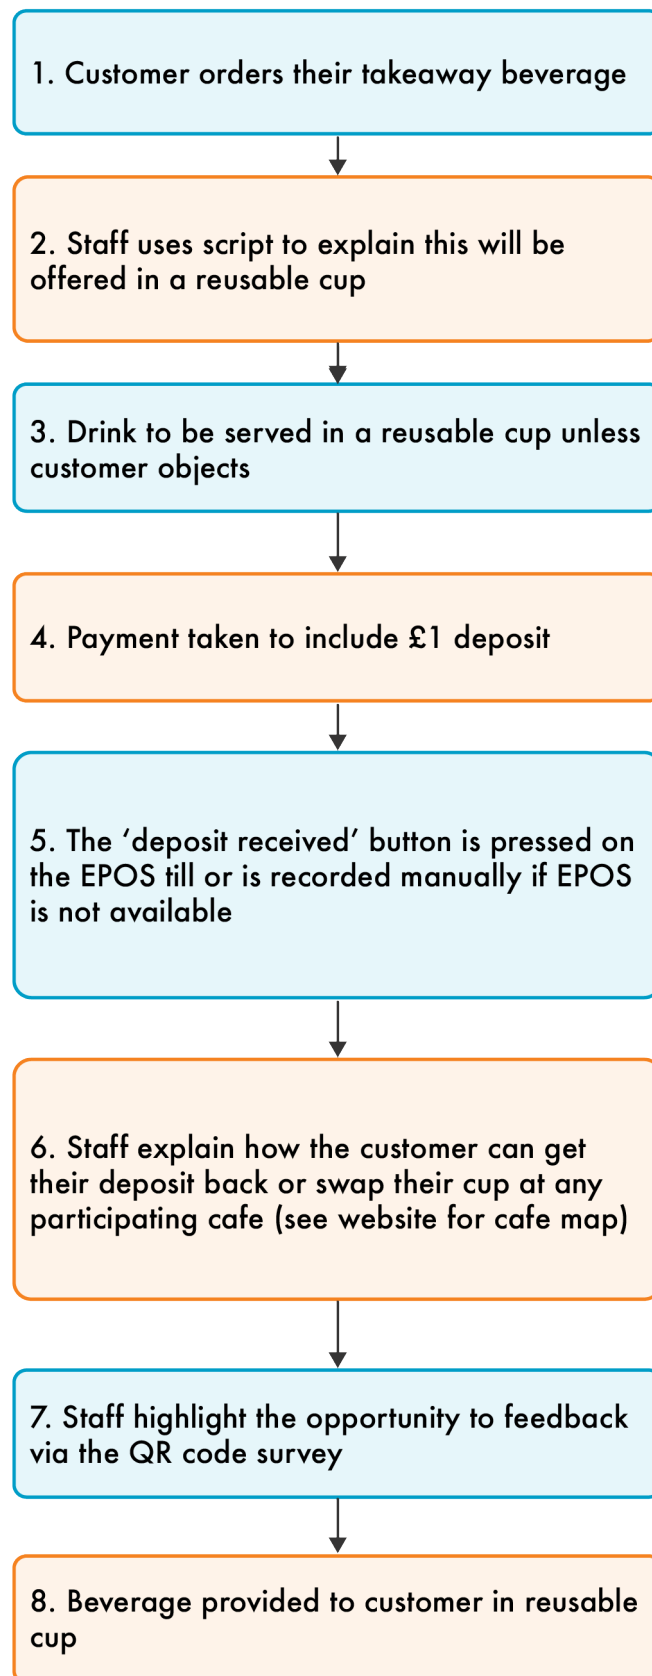 1. Customer orders their takeaway beverage
2. Staff uses script to explain this will be
offered in a reusable cup
3. Drink to be served in a reusable cup unless
customer objects
4. Payment taken to include £1 deposit
5. The ‘deposit received’ button is pressed on
the EPOS till or is recorded manually if EPOS
is not available
6. Staff explain how the customer can get
their deposit back or swap their cup at any
participating cafe (see website for cafe map)
7. Staff highlight the opportunity to feedback
via the QR code survey
8. Beverage provided to customer in reusable
cup